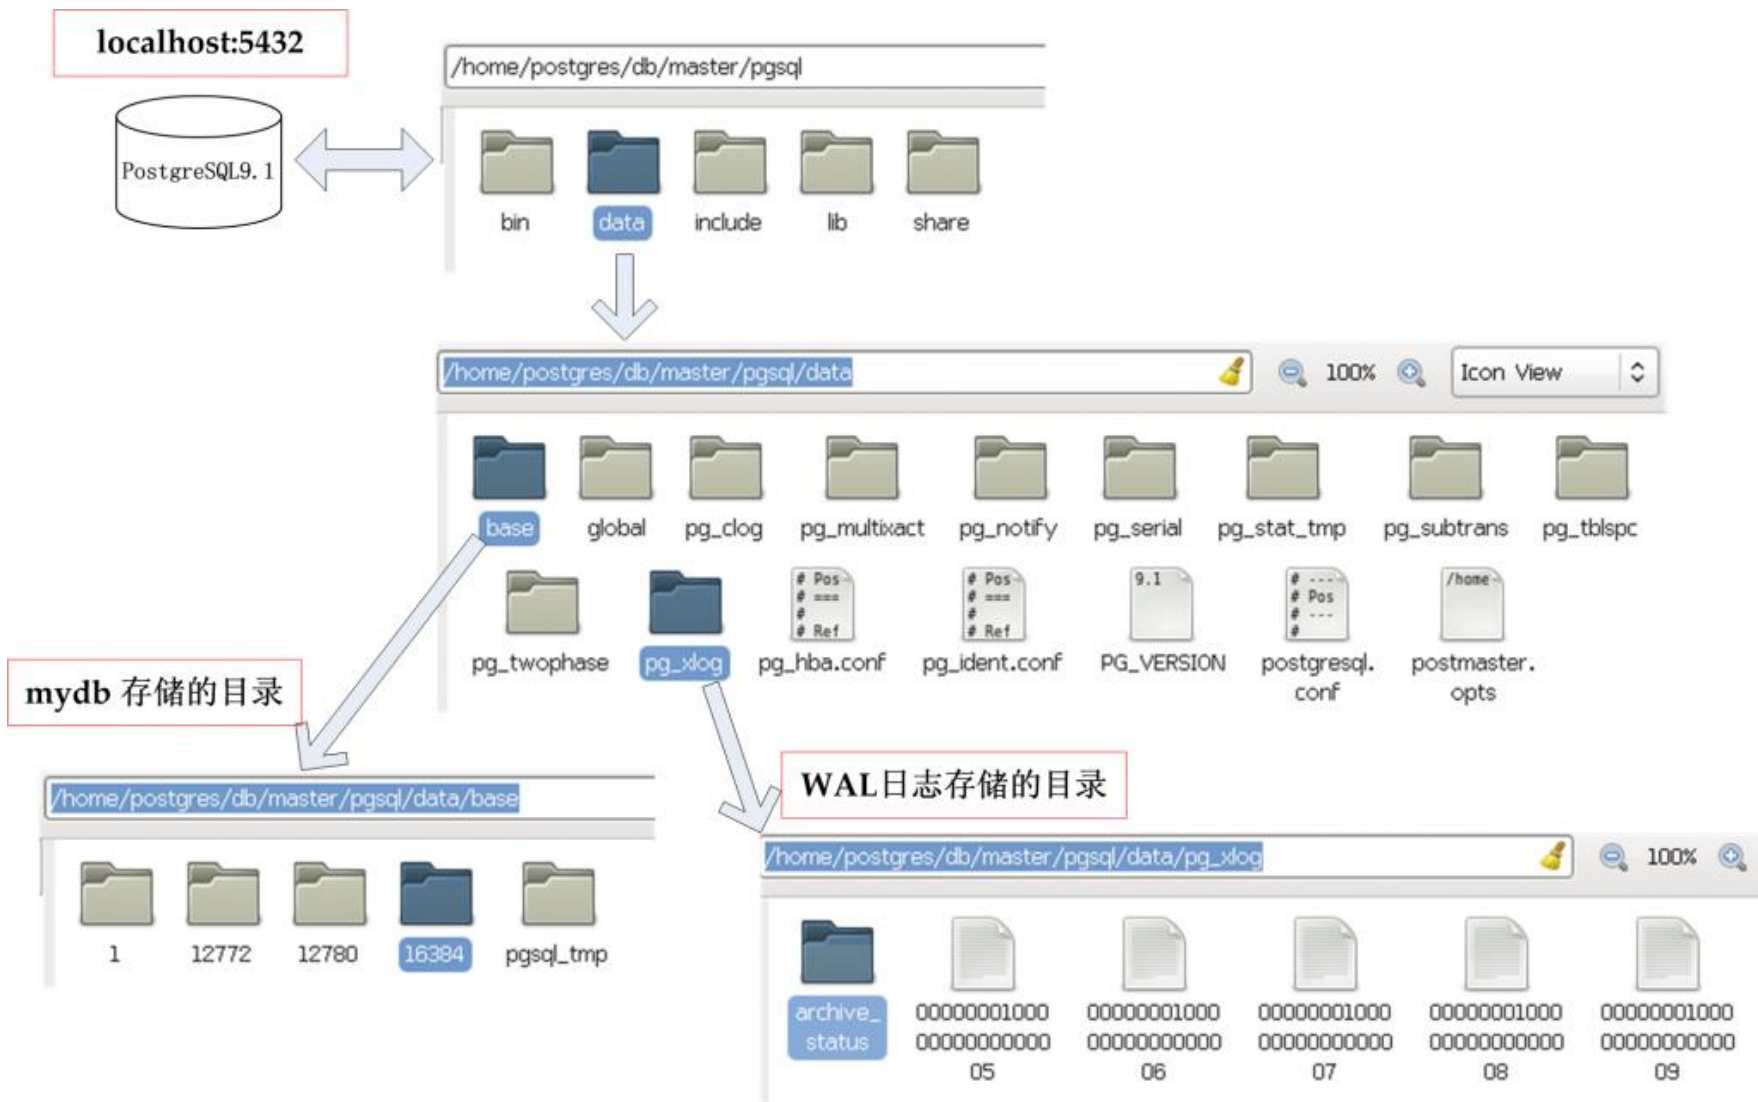 localhost:5432
/home/postgres/db/master/pgsql
PostgreSQL9.1
bin
data
include
lib
share
/home/postgres/db/master/pgsql/data
100%
Icon View
base
global
pg_clog
pg_multixact
pg_notify
pg_serial
pg_stat_tmp
pg_subtrans
pg_tblspc
# Pos
# ===
#
# Ref
# Pos
# ===
#
# Ref
9.1
# ---
# Pos
# ---
#
/home
pg_twophase
pg_xlog
pg_hba.conf
pg_ident.conf
PG_VERSION
postgresql.
conf
postmaster.
opts
mydb 存储的目录
/home/postgres/db/master/pgsql/data/base
1
12772
12780
16384
pgsql_tmp
WAL日志存储的目录
/home/postgres/db/master/pgsql/data/pg_xlog
100%
archive_
status
00000001000
00000000000
05
00000001000
00000000000
06
00000001000
00000000000
07
00000001000
00000000000
08
00000001000
00000000000
09